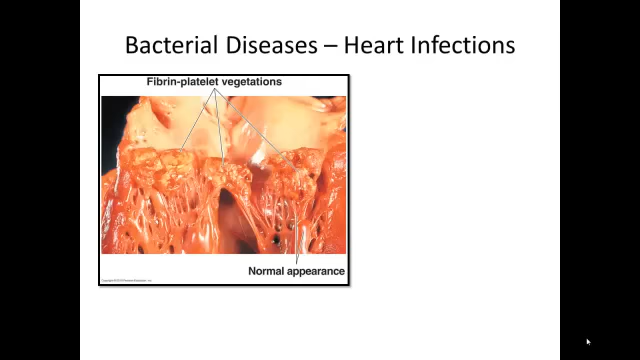 Bacterial Diseases – Heart Infections
Fibrin-platelet vegetations
Normal appearance